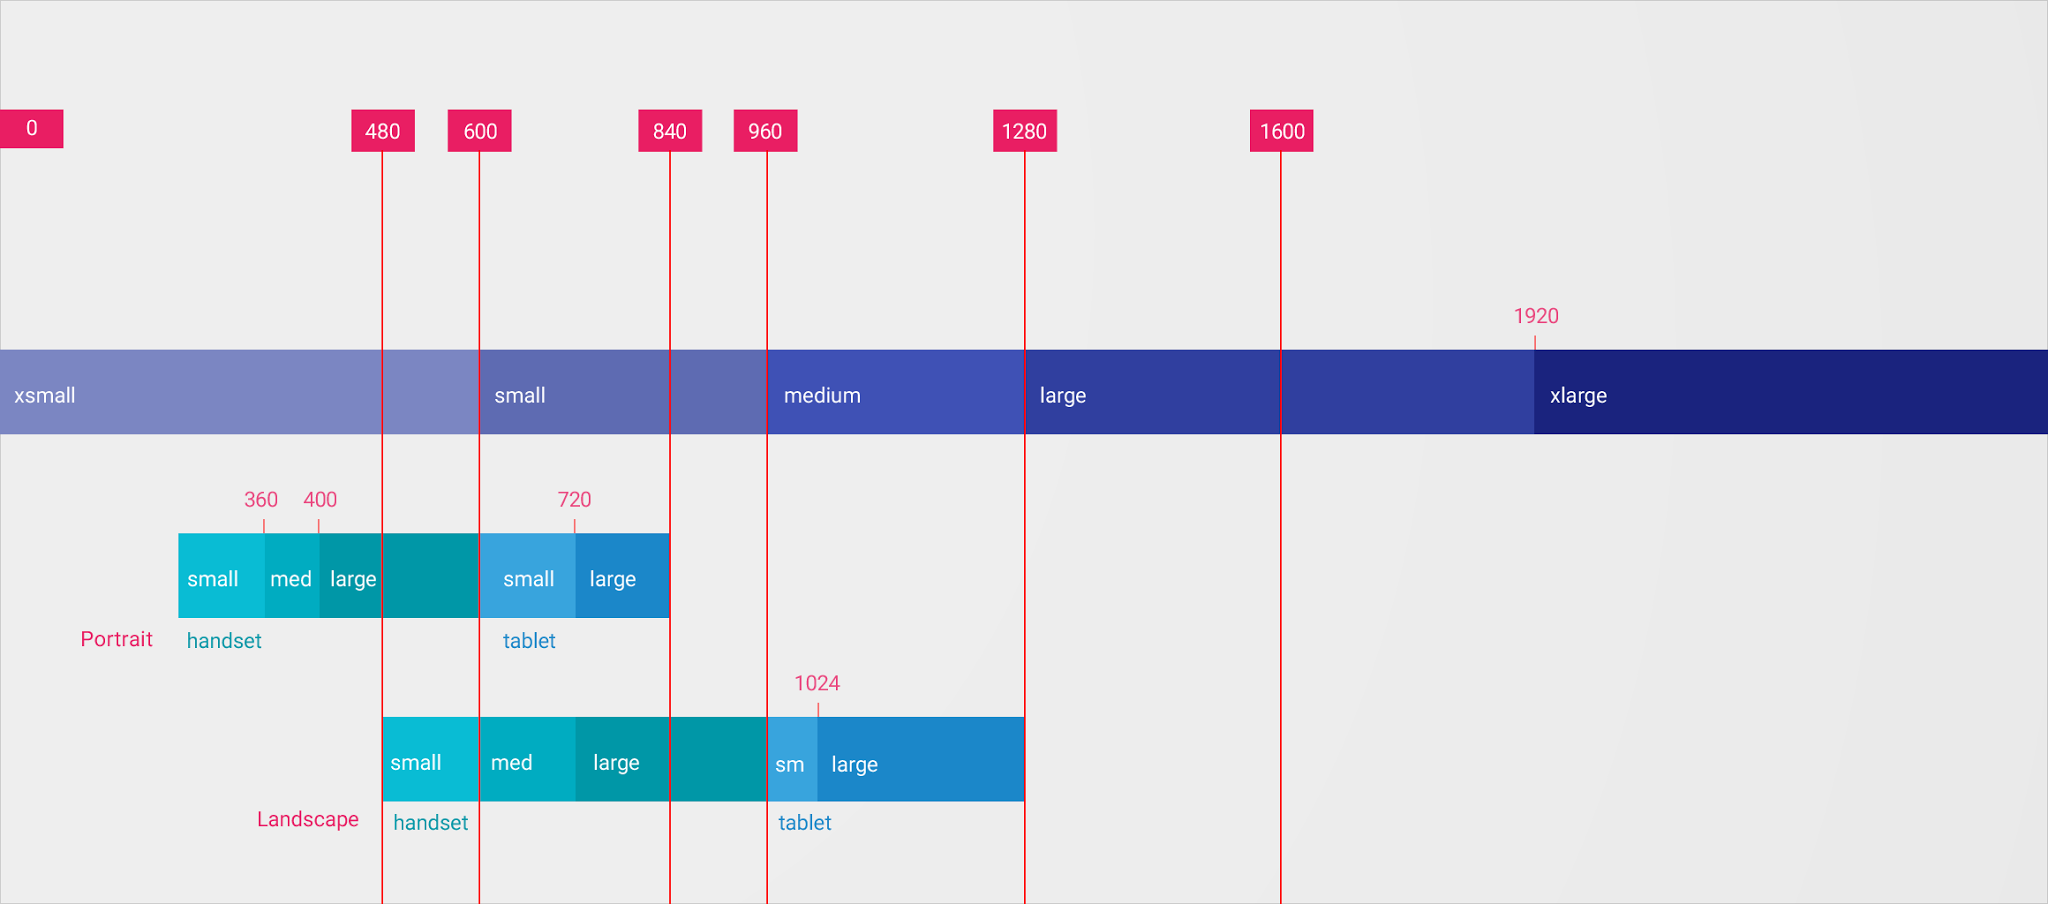 0
480
600
840
960
1280
1600
1920
xsmall
small
medium
large
xlarge
360
400
720
small
med
large
small
large
Portrait
handset
tablet
1024
small
med
large
sm
large
Landscape
handset
tablet